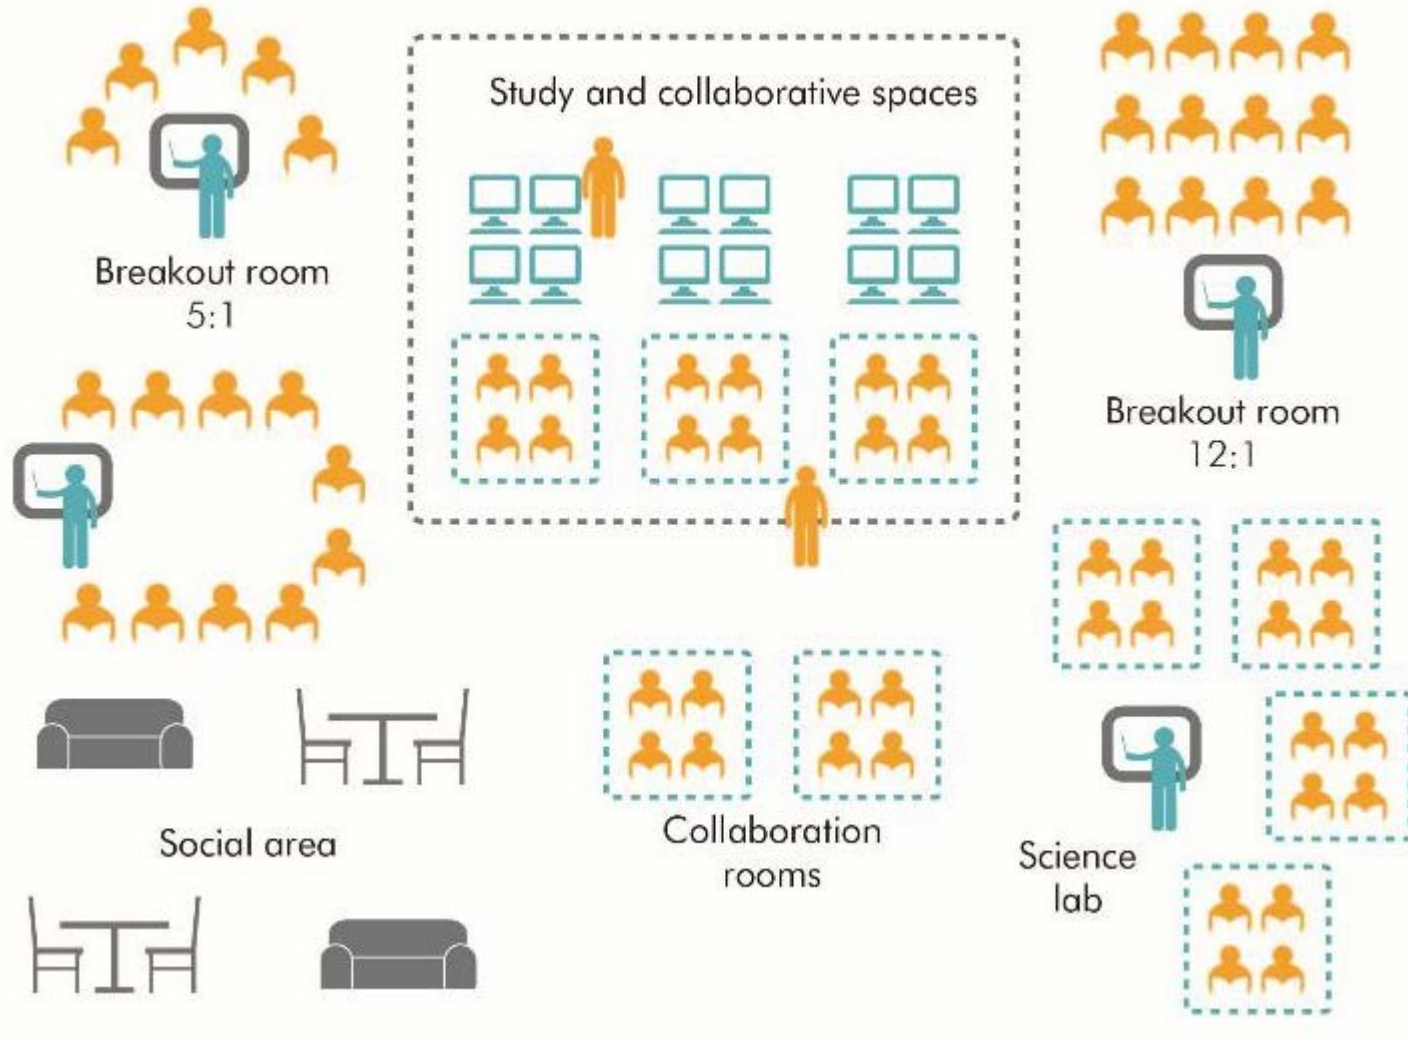 Study and collaborative spaces
Breakout room
5:1
Breakout room
12:1
Social area
Collaboration
rooms
Science
lab